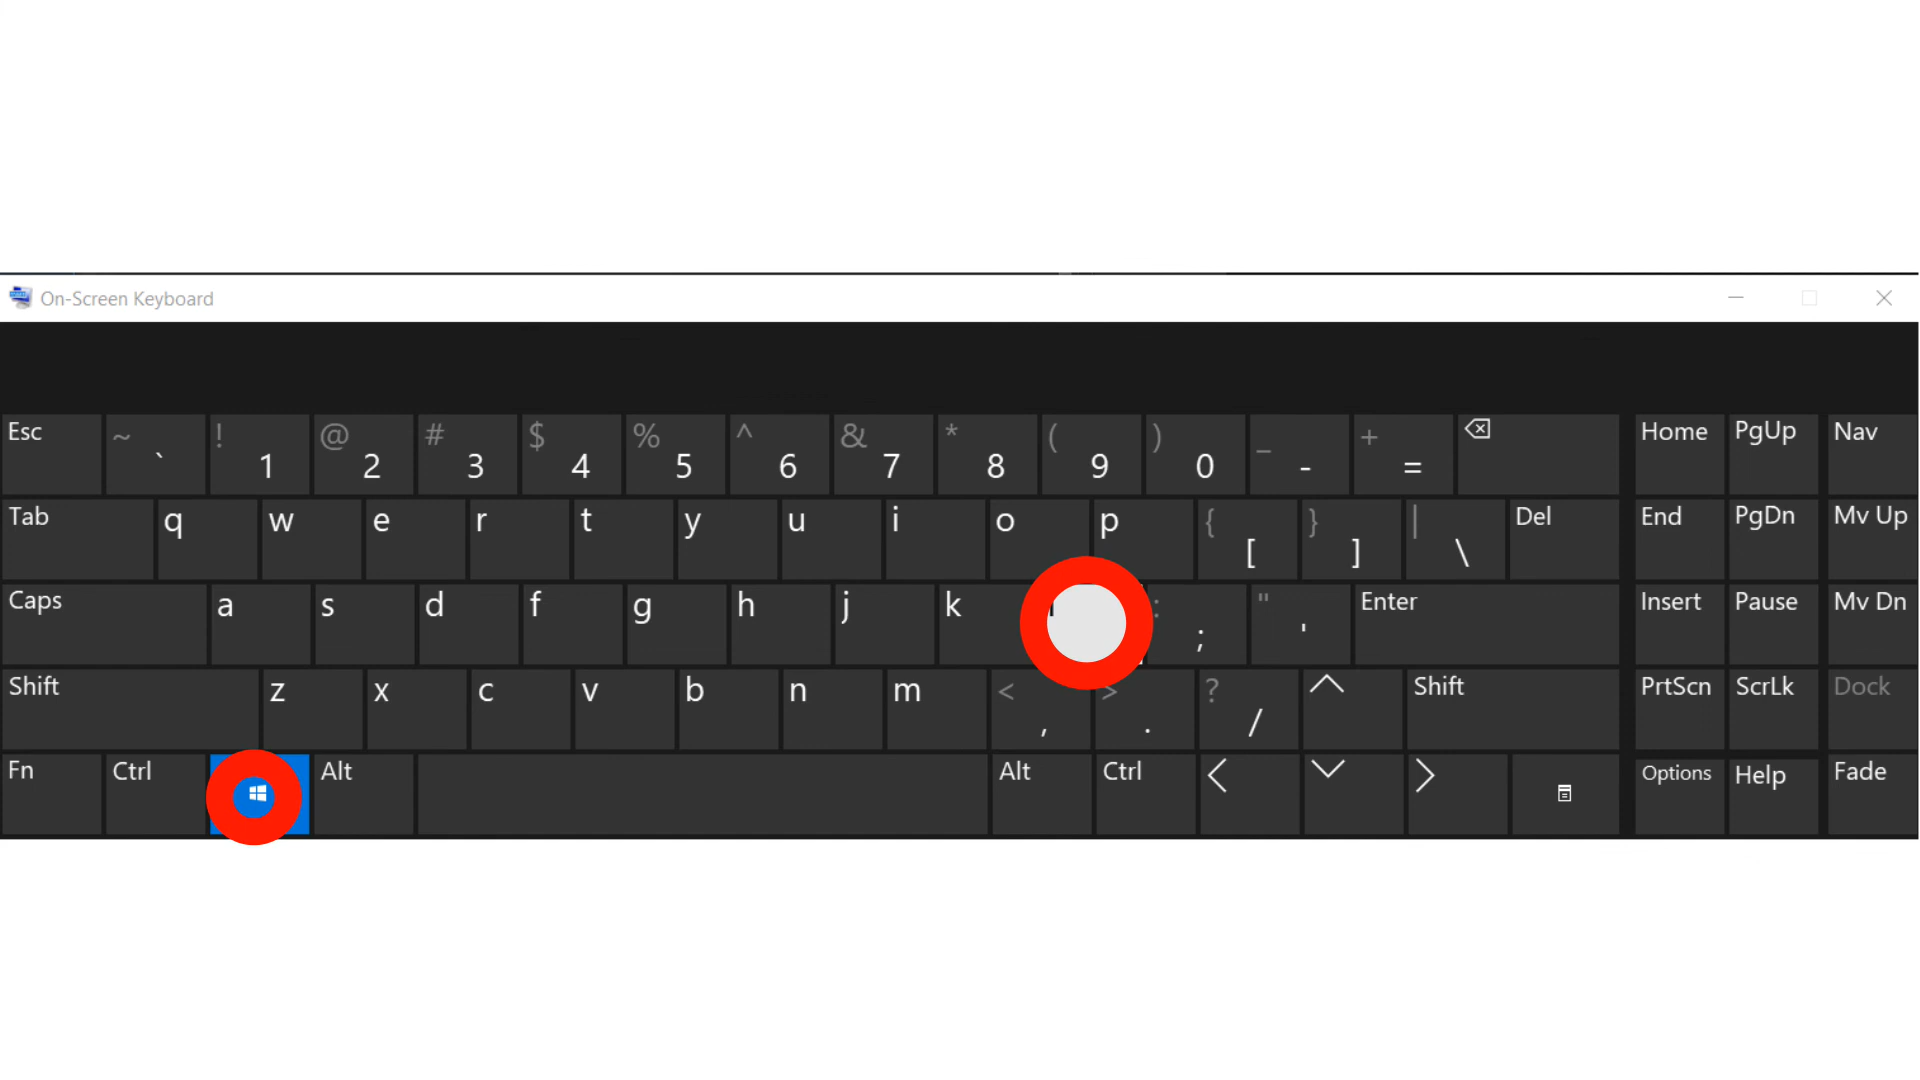 On-Screen Keyboard
Esc ~ ` ! 1 @ 2 # 3 $ 4 % 5 ^ 6 & 7 * 8 ( 9 ) 0 _ - + = Home PgUp Nav
Tab q w e r t y u i o p { [ } ] | \ Del End PgDn Mv Up
Caps a s d f g h j k : ; " ' Enter Insert Pause Mv Dn
Shift z x c v b n m < , > . ? / Shift PrtScn ScrLk Dock
Fn Ctrl Alt Alt Ctrl Options Help Fade